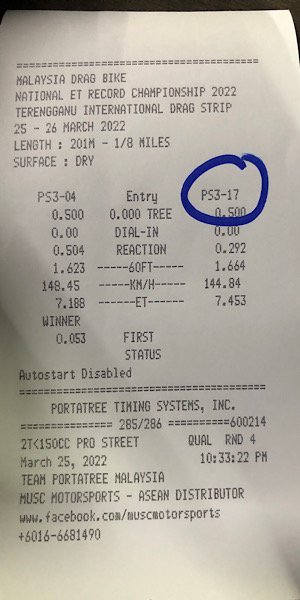 ================================
MALAYSIA DRAG BIKE
NATIONAL ET RECORD CHAMPIONSHIP 2022
TERENGGANU INTERNATIONAL DRAG STRIP
25 - 26 MARCH 2022
LENGTH : 201M - 1/8 MILES
SURFACE : DRY
PS3-04 Entry PS3-17
0.500 0.000 TREE 0.500
0.00 DIAL-IN 0.00
0.504 REACTION 0.292
1.623 ------60FT------ 1.664
148.45 ------KM/H------ 144.84
7.188 -------ET------- 7.453
WINNER
0.053 FIRST
STATUS
Autostart Disabled
================================
PORTATREE TIMING SYSTEMS, INC.
============ 285/286 ==========600214
2T<150CC PRO STREET QUAL RND 4
March 25, 2022 10:33:22 PM
TEAM PORTATREE MALAYSIA
MUSC MOTORSPORTS - ASEAN DISTRIBUTOR
www.facebook.com/muscmotorsports
+6016-6681490